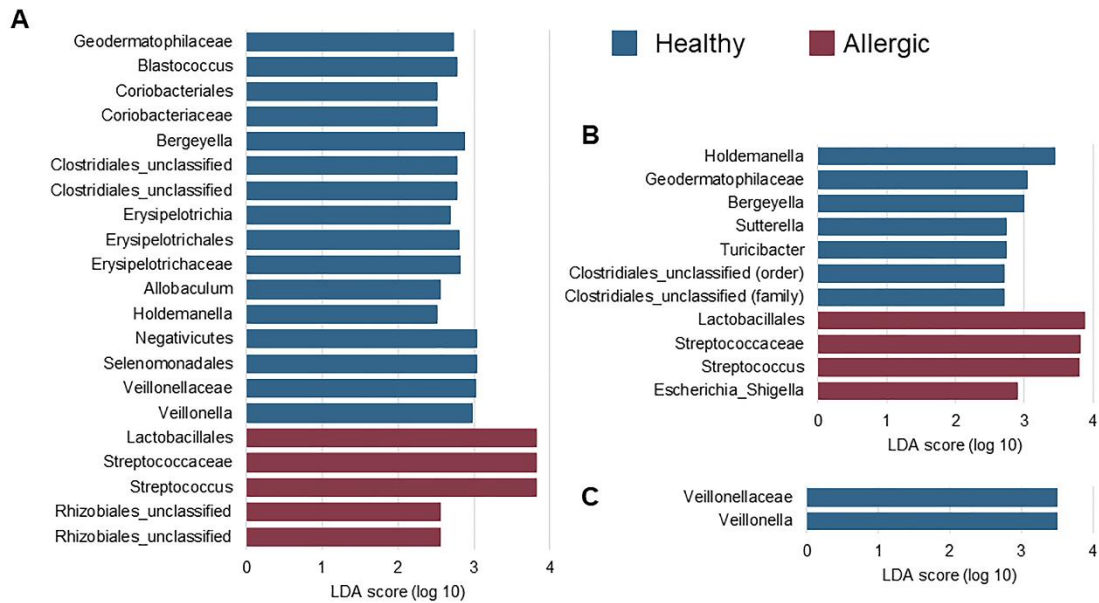 A
Geodermatophilaceae
Blastococcus
Coriobacteriales
Coriobacteriaceae
Bergeyella
Clostridiales_unclassified
Clostridiales_unclassified
Erysipelotrichia
Erysipelotrichales
Erysipelotrichaceae
Allobaculum
Holdemanella
Negativicutes
Selenomonadales
Veillonellaceae
Veillonella
Lactobacillales
Streptococcaceae
Streptococcus
Rhizobiales_unclassified
Rhizobiales_unclassified
0 1 2 3 4
LDA score (log 10)
Healthy Allergic
B
Holdemanella
Geodermatophilaceae
Bergeyella
Sutterella
Turicibacter
Clostridiales_unclassified (order)
Clostridiales_unclassified (family)
Lactobacillales
Streptococcaceae
Streptococcus
Escherichia_Shigella
0 1 2 3 4
LDA score (log 10)
C
Veillonellaceae
Veillonella
0 1 2 3 4
LDA score (log 10)